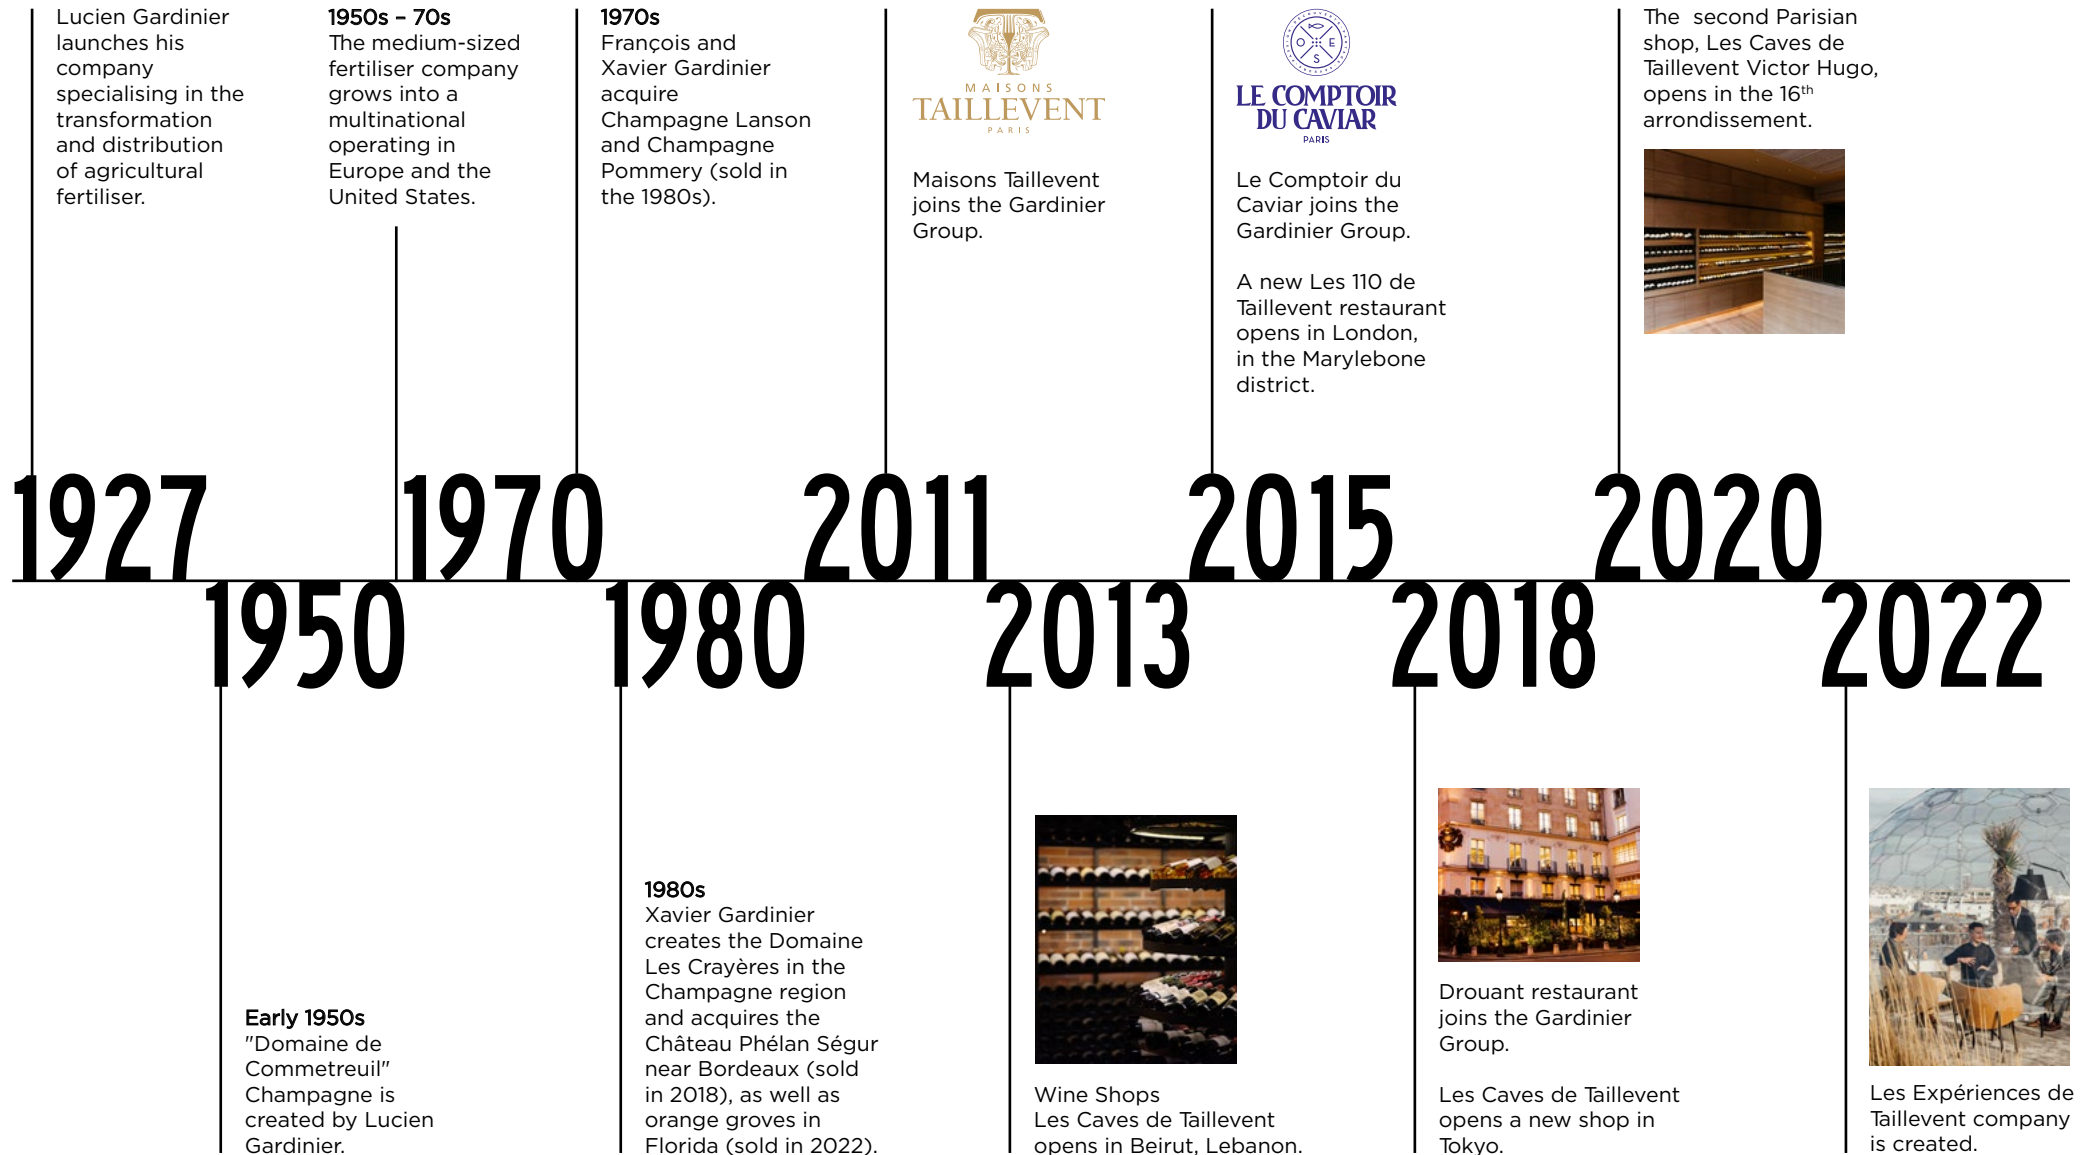 Lucien Gardinier
launches his
company
specialising in the
transformation
and distribution
of agricultural
fertiliser.
1950s – 70s
The medium-sized
fertiliser company
grows into a
multinational
operating in
Europe and the
United States.
1970s
François and
Xavier Gardinier
acquire
Champagne Lanson
and Champagne
Pommery (sold in
the 1980s).
MAISONS
TAILLEVENT
PARIS
Maisons Taillevent
joins the Gardinier
Group.
O E
S
LE COMPTOIR
DU CAVIAR
PARIS
Le Comptoir du
Caviar joins the
Gardinier Group.
A new Les 110 de
Taillevent restaurant
opens in London,
in the Marylebone
district.
The second Parisian
shop, Les Caves de
Taillevent Victor Hugo,
opens in the 16th
arrondissement.
1927
1970
2011
2015
2020
1950
1980
2013
2018
2022
Early 1950s
"Domaine de
Commetreuil"
Champagne is
created by Lucien
Gardinier.
1980s
Xavier Gardinier
creates the Domaine
Les Crayères in the
Champagne region
and acquires the
Château Phélan Ségur
near Bordeaux (sold
in 2018), as well as
orange groves in
Florida (sold in 2022).
Wine Shops
Les Caves de Taillevent
opens in Beirut, Lebanon.
Drouant restaurant
joins the Gardinier
Group.
Les Caves de Taillevent
opens a new shop in
Tokyo.
Les Expériences de
Taillevent company
is created.